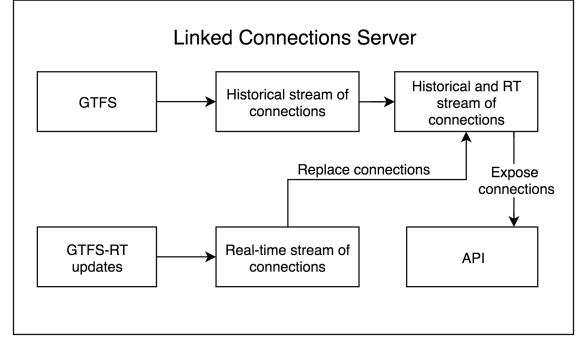 Linked Connections Server
GTFS
Historical stream of
connections
Historical and RT
stream of
connections
Replace connections
Expose
connections
GTFS-RT
updates
Real-time stream of
connections
API